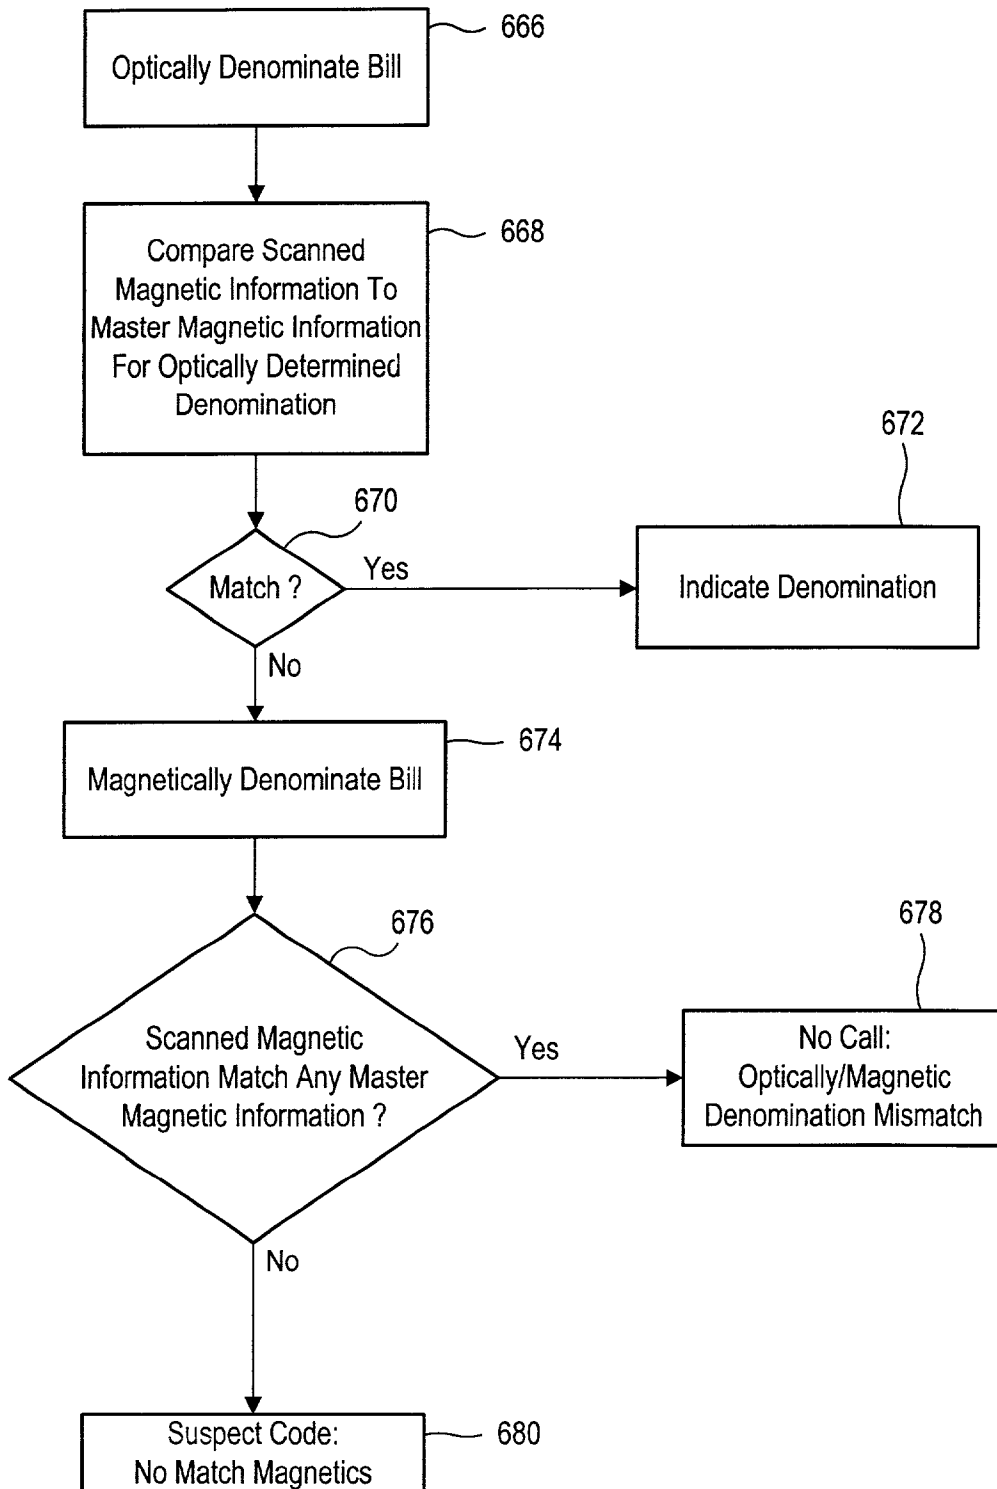 666
Optically Denominate Bill
668
Compare Scanned
Magnetic Information To
Master Magnetic Information
For Optically Determined
Denomination
672
670
Match ?
Yes
Indicate Denomination
No
674
Magnetically Denominate Bill
676
678
Scanned Magnetic
Information Match Any Master
Magnetic Information ?
Yes
No Call:
Optically/Magnetic
Denomination Mismatch
No
Suspect Code:
No Match Magnetics
680